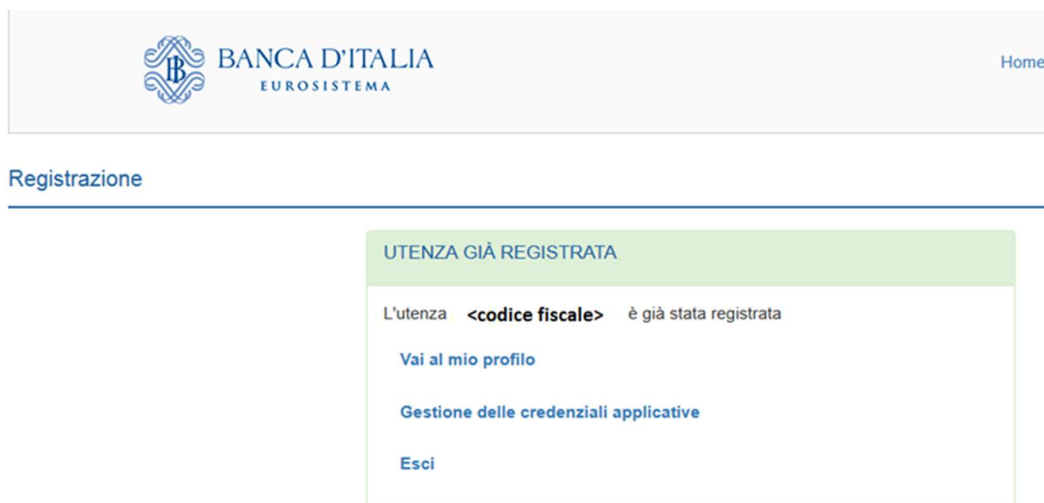 BANCA D'ITALIA
EUROSISTEMA
Home
Registrazione
UTENZA GIÀ REGISTRATA
L'utenza <codice fiscale> è già stata registrata
Vai al mio profilo
Gestione delle credenziali applicative
Esci